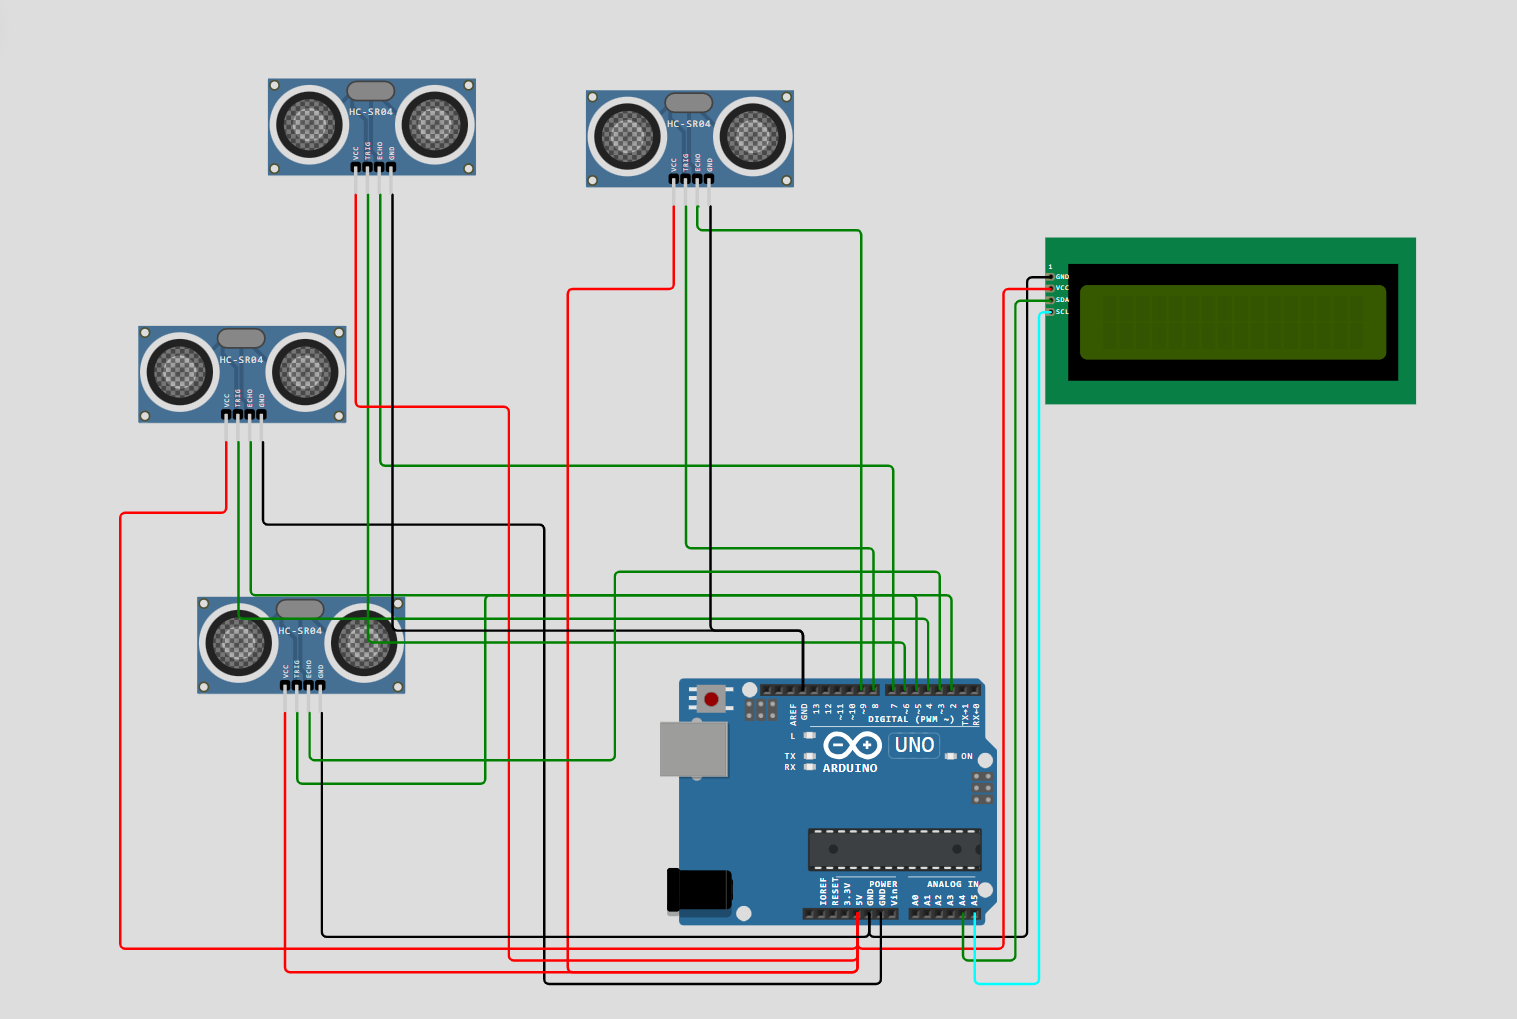 HC-SR04
VCC
TRIG
ECHO
GND
HC-SR04
VCC
TRIG
ECHO
GND
1
GND
VCC
SDA
SCL
HC-SR04
VCC
TRIG
ECHO
GND
HC-SR04
VCC
TRIG
ECHO
GND
AREF
GND
13
12
~11
~10
~9
8
7
~6
~5
4
~3
2
TX→1
RX←0
DIGITAL (PWM ~)
L
TX
RX
UNO
ON
ARDUINO
POWER
ANALOG IN
IOREF
RESET
3.3V
5V
GND
GND
Vin
A0
A1
A2
A3
A4
A5